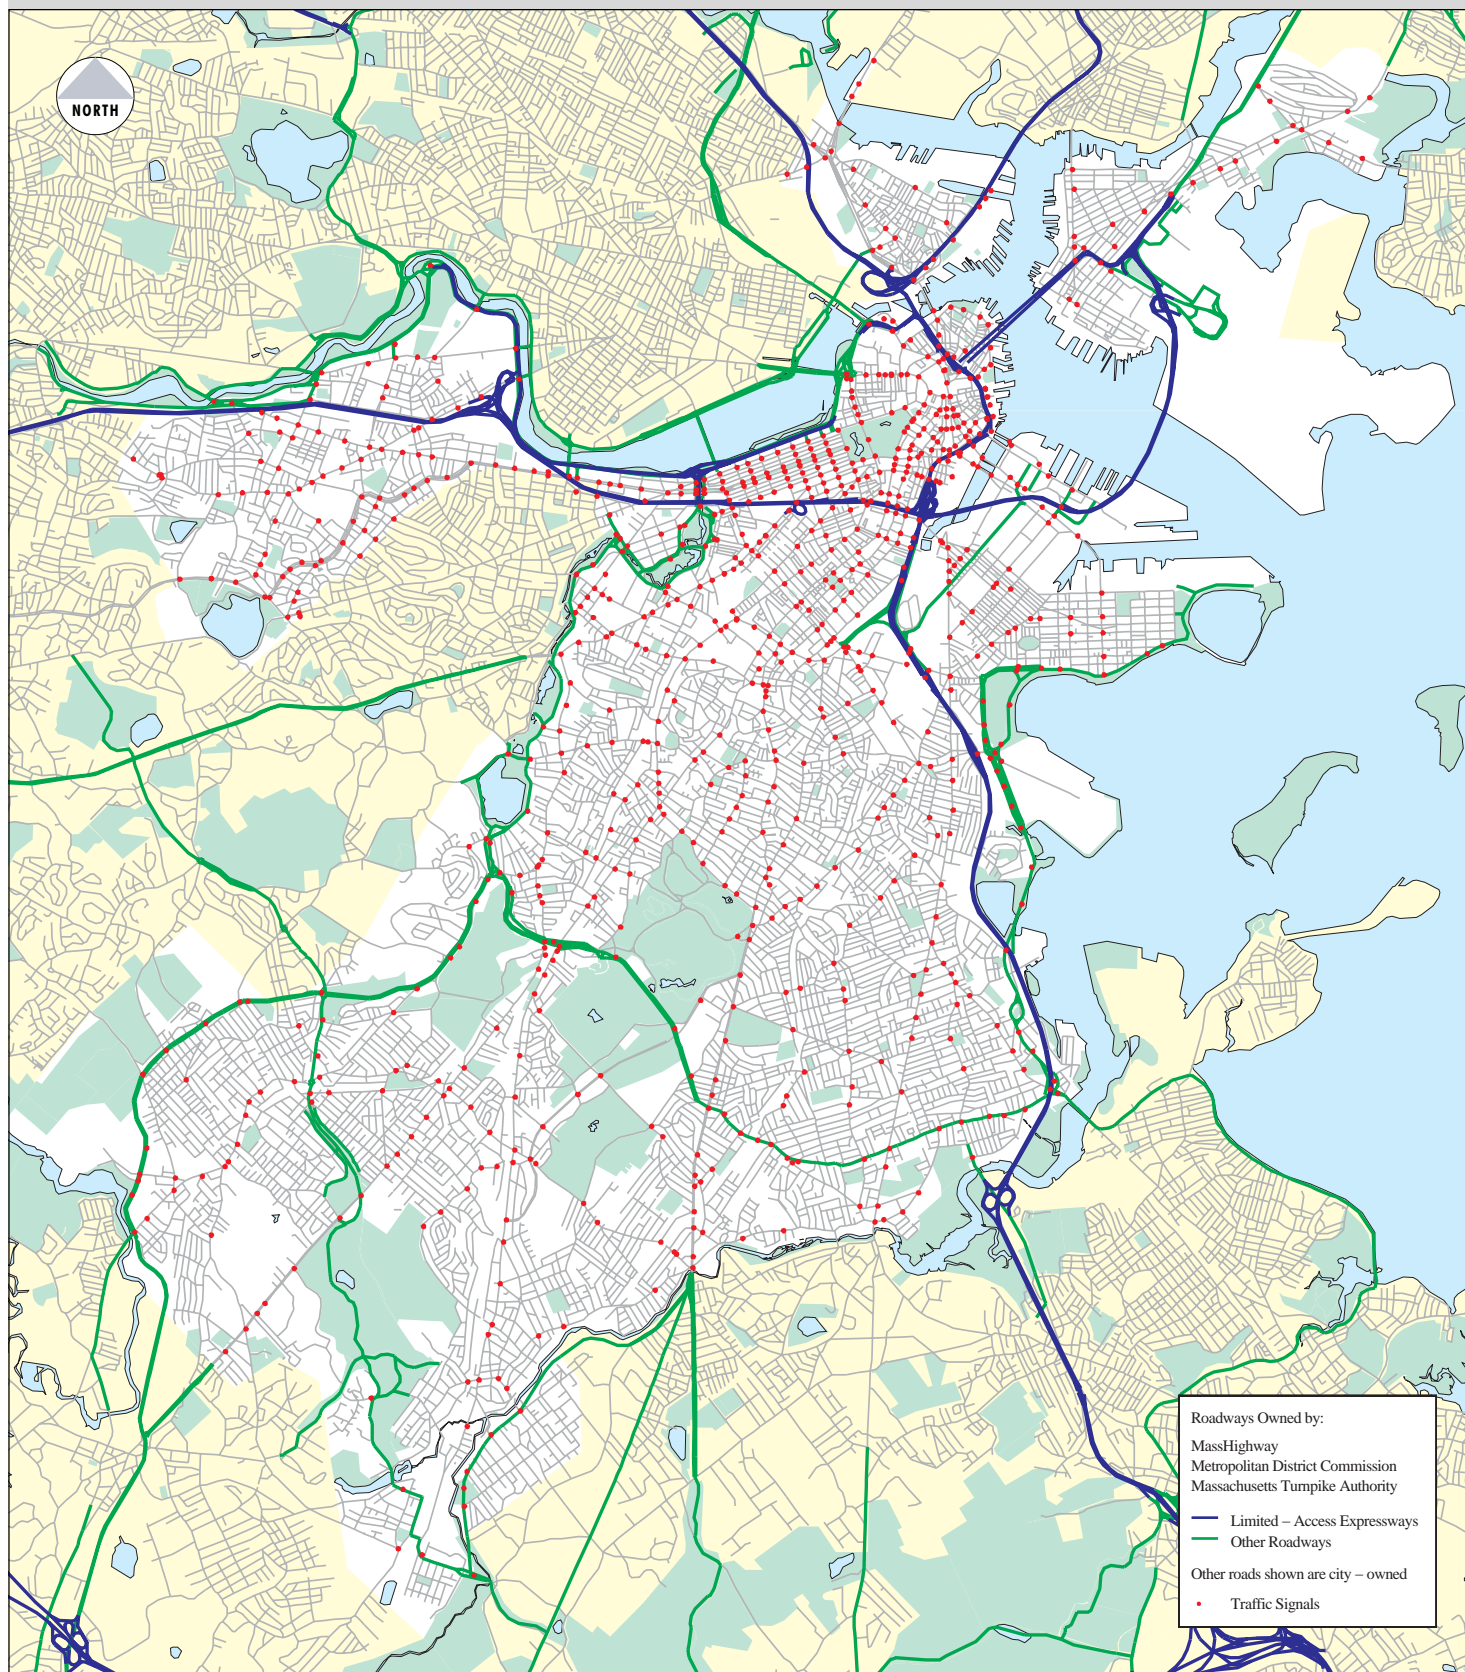 NORTH
Roadways Owned by:
MassHighway
Metropolitan District Commission
Massachusetts Turnpike Authority
Limited – Access Expressways
Other Roadways
Other roads shown are city – owned
Traffic Signals